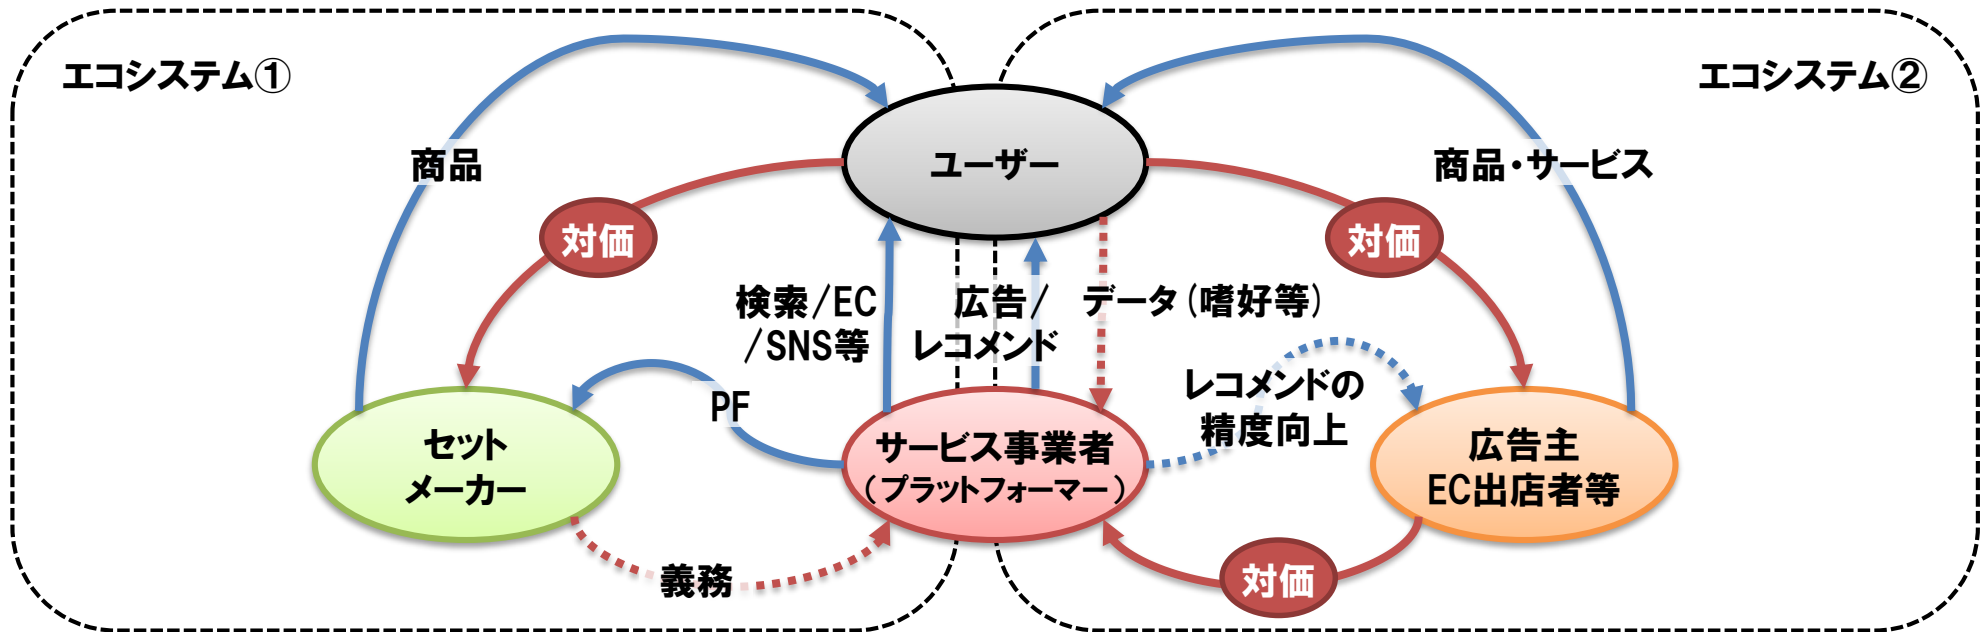 エコシステム①
エコシステム②
商品
ユーザー
商品・サービス
対価
対価
検索/EC
/SNS等
広告/
レコメンド
データ(嗜好等)
PF
レコメンドの
精度向上
セット
メーカー
サービス事業者
(プラットフォーマー)
広告主
EC出店者等
義務
対価